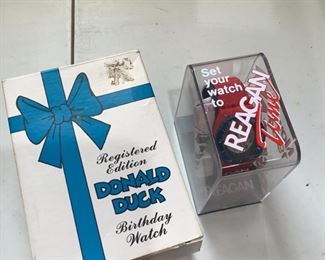 Registered
Edition
DONALD
DUCK
Birthday
Watch
Set
your
watch to
REAGAN
Time
REAGAN